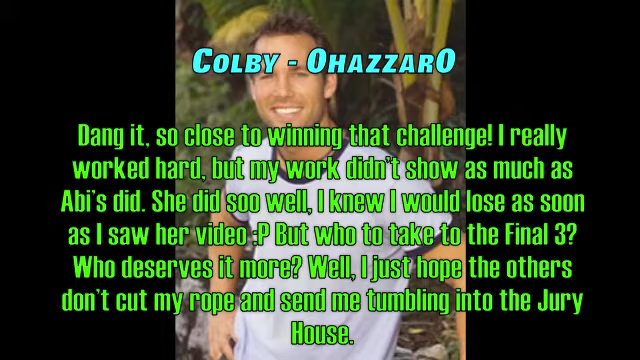 Colby - OhazzarO
Dang it, so close to winning that challenge! I really
worked hard, but my work didn't show as much as
Abi's did. She did soo well, I knew I would lose as soon
as I saw her video :P But who to take to the Final 3?
Who deserves it more? Well, I just hope the others
don't cut my rope and send me tumbling into the Jury
House.